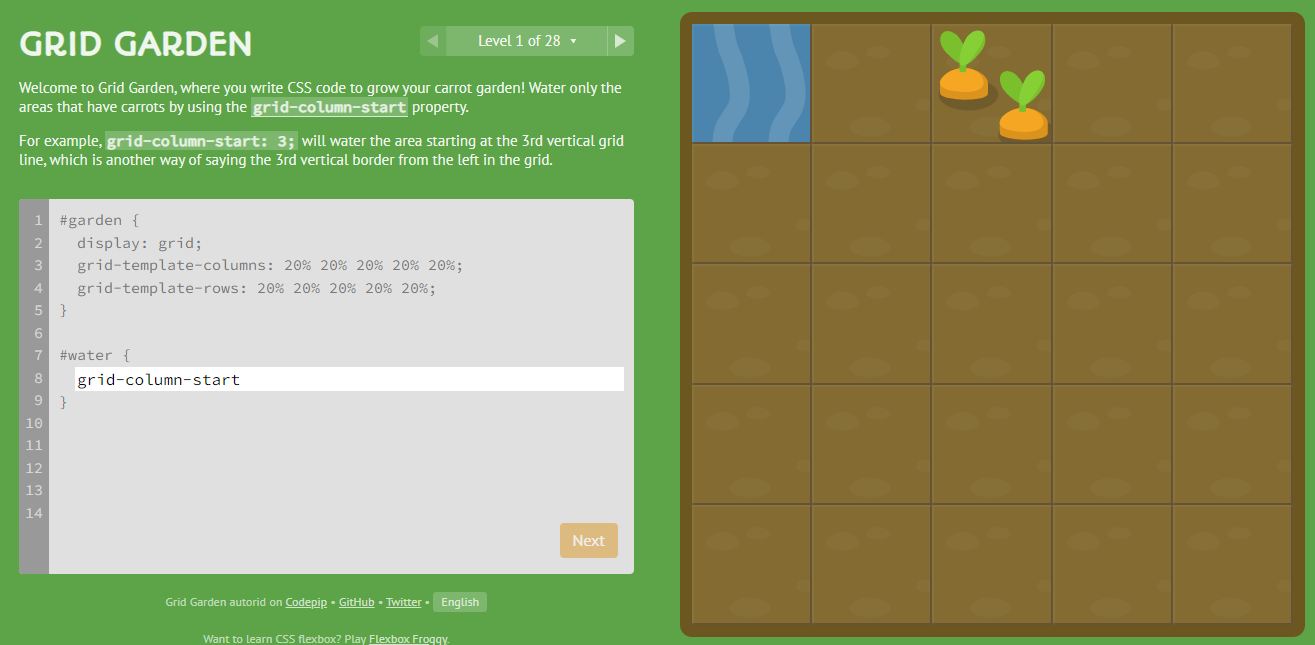 GRID GARDEN
◀ Level 1 of 28 ▼ ▶
Welcome to Grid Garden, where you write CSS code to grow your carrot garden! Water only the
areas that have carrots by using the grid-column-start property.
For example, grid-column-start: 3; will water the area starting at the 3rd vertical grid
line, which is another way of saying the 3rd vertical border from the left in the grid.
1 #garden {
2 display: grid;
3 grid-template-columns: 20% 20% 20% 20% 20%;
4 grid-template-rows: 20% 20% 20% 20% 20%;
5 }
6
7 #water {
8 grid-column-start
9 }
10
11
12
13
14
Next
Grid Garden autorid on Codepip • GitHub • Twitter • English
Want to learn CSS flexbox? Play Flexbox Froggy.